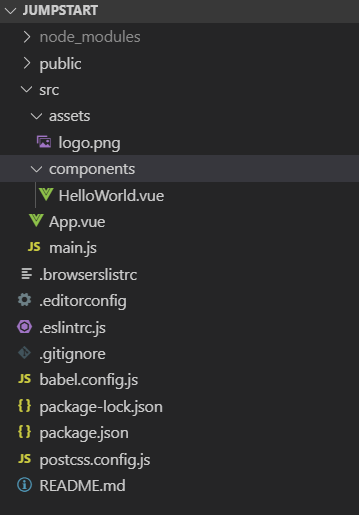 JUMPSTART
node_modules
public
src
assets
logo.png
components
HelloWorld.vue
App.vue
JS main.js
.browserslistrc
.editorconfig
.eslintrc.js
.gitignore
JS babel.config.js
{ } package-lock.json
{ } package.json
JS postcss.config.js
README.md